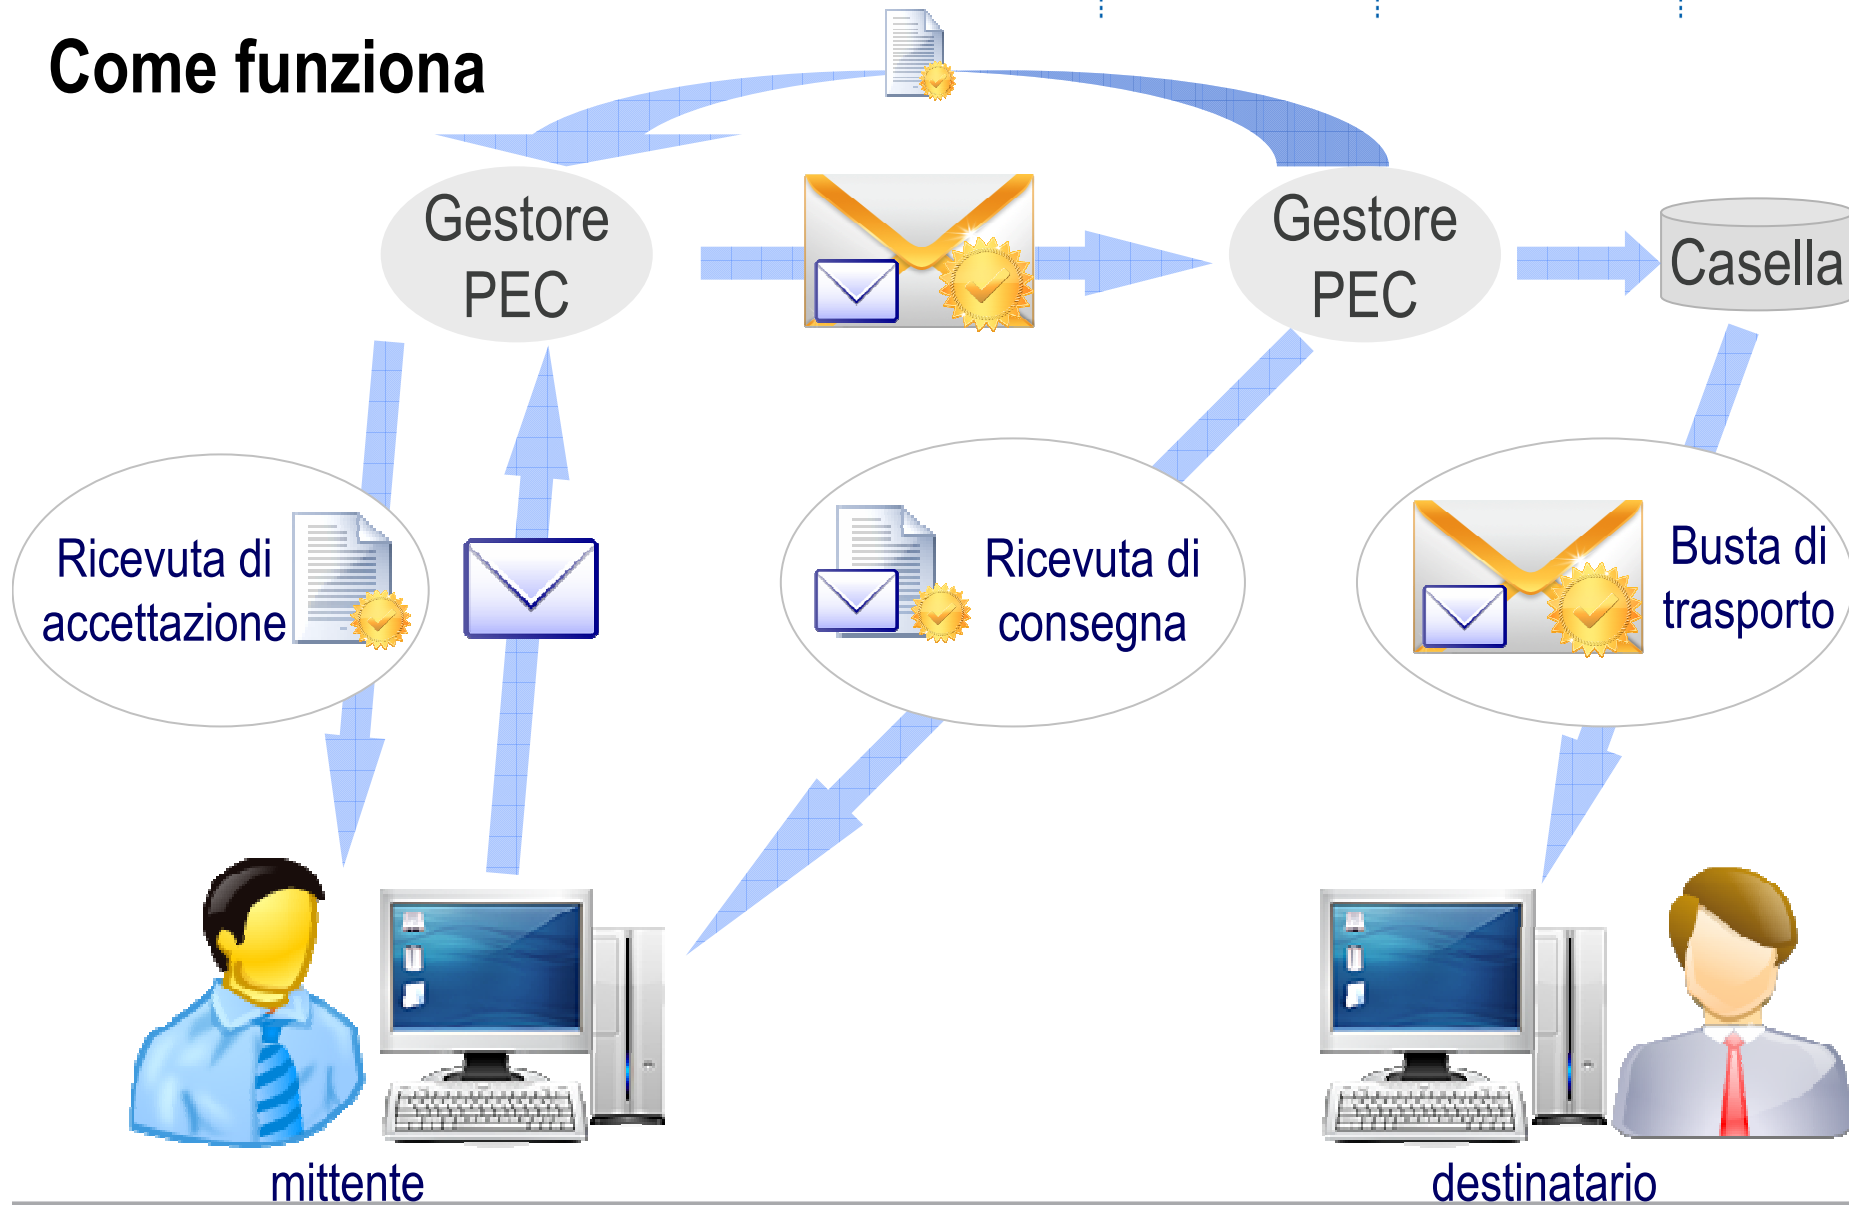 Come funziona
Gestore
PEC
Gestore
PEC
Casella
Ricevuta di
accettazione
Ricevuta di
consegna
Busta di
trasporto
mittente
destinatario